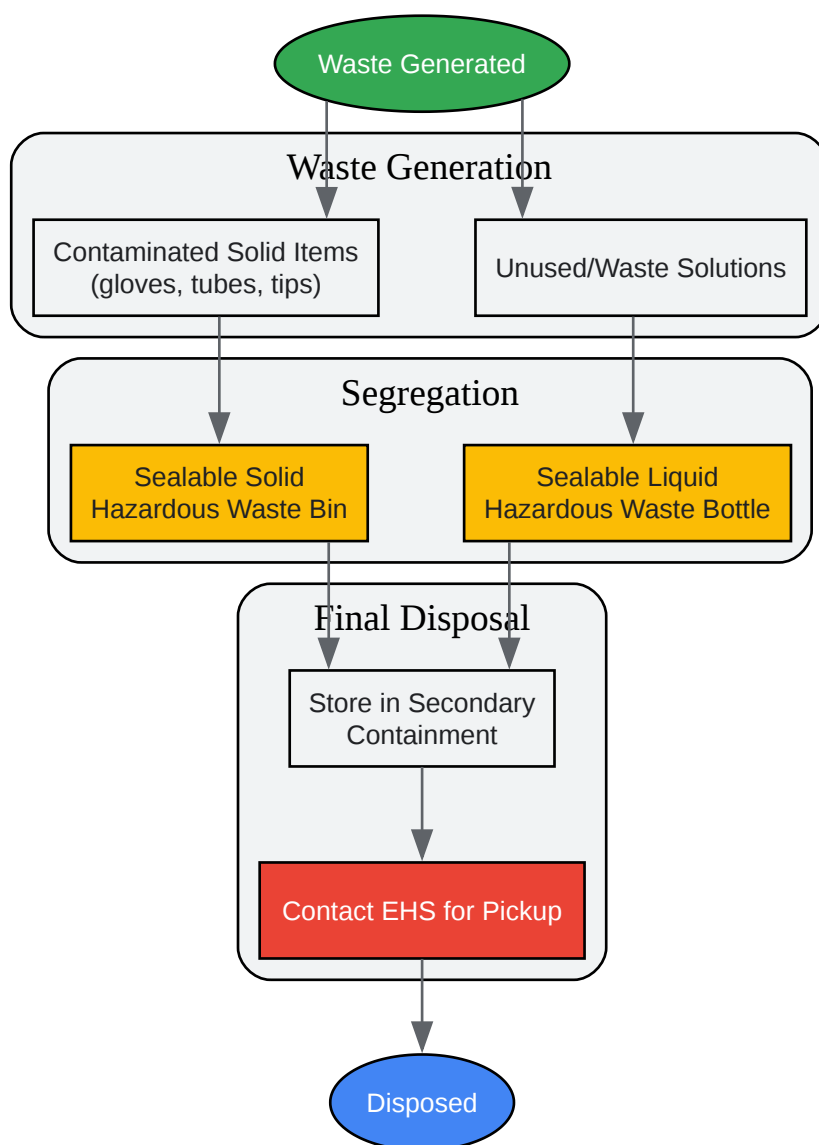 Waste Generated
Waste Generation
Contaminated Solid Items
(gloves, tubes, tips)
Unused/Waste Solutions
Segregation
Sealable Solid
Hazardous Waste Bin
Sealable Liquid
Hazardous Waste Bottle
Final Disposal
Store in Secondary
Containment
Contact EHS for Pickup
Disposed